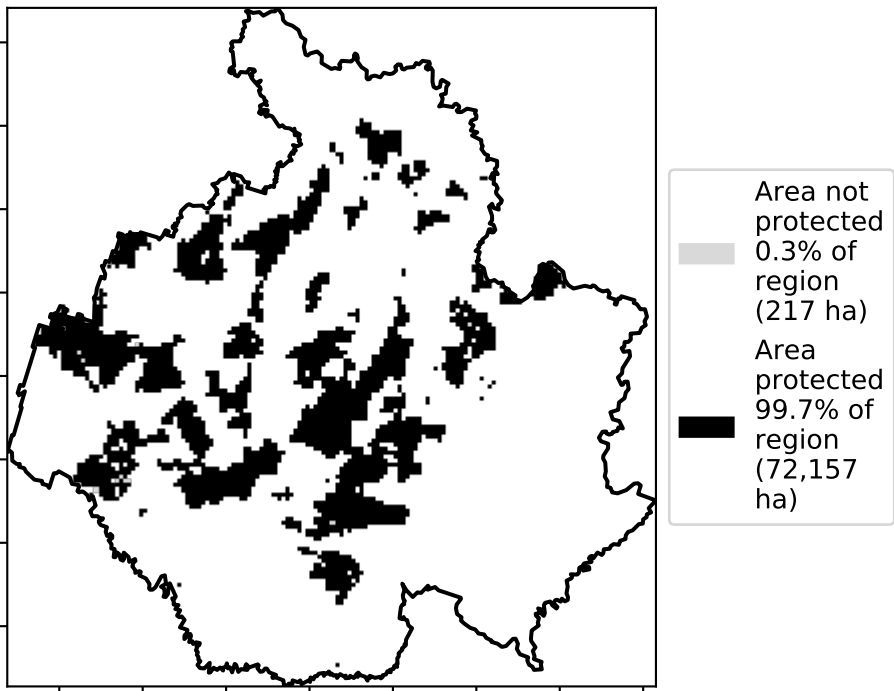 Area not
protected
0.3% of
region
(217 ha)
Area
protected
99.7% of
region
(72,157
ha)